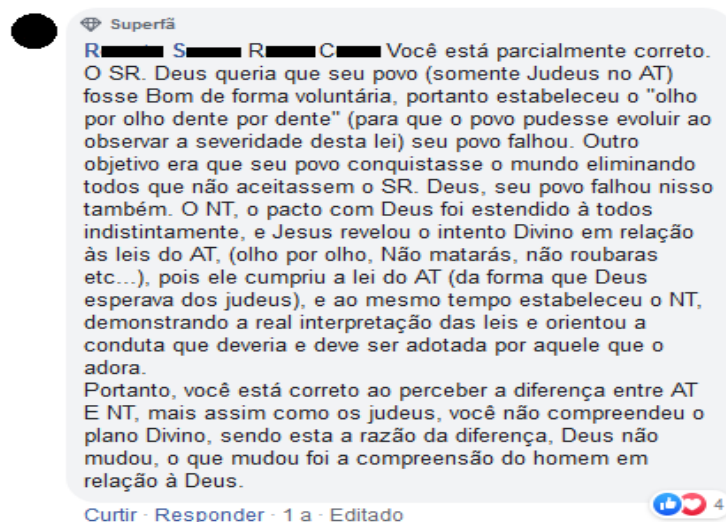 Superfã
R S R C Você está parcialmente correto.
O SR. Deus queria que seu povo (somente Judeus no AT)
fosse Bom de forma voluntária, portanto estabeleceu o "olho
por olho dente por dente" (para que o povo pudesse evoluir ao
observar a severidade desta lei) seu povo falhou. Outro
objetivo era que seu povo conquistasse o mundo eliminando
todos que não aceitassem o SR. Deus, seu povo falhou nisso
também. O NT, o pacto com Deus foi estendido à todos
indistintamente, e Jesus revelou o intento Divino em relação
às leis do AT, (olho por olho, Não matarás, não roubaras
etc...), pois ele cumpriu a lei do AT (da forma que Deus
esperava dos judeus), e ao mesmo tempo estabeleceu o NT,
demonstrando a real interpretação das leis e orientou a
conduta que deveria e deve ser adotada por aquele que o
adora.
Portanto, você está correto ao perceber a diferença entre AT
E NT, mais assim como os judeus, você não compreendeu o
plano Divino, sendo esta a razão da diferença, Deus não
mudou, o que mudou foi a compreensão do homem em
relação à Deus.
Curtir · Responder · 1 a · Editado
4